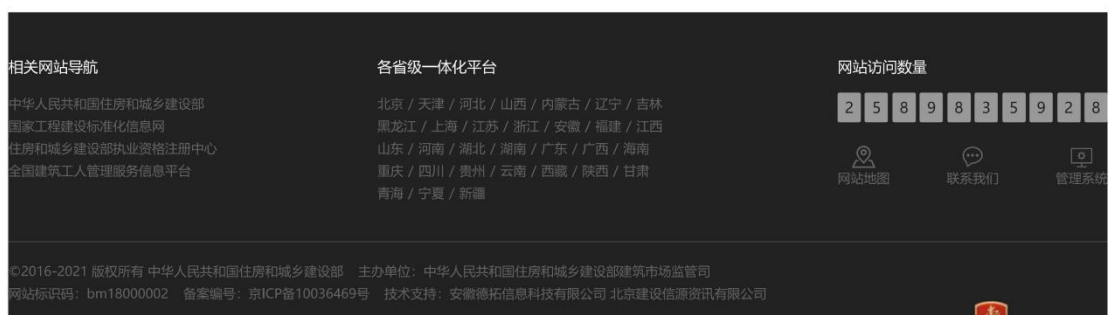 相关网站导航
中华人民共和国住房和城乡建设部
国家工程建设标准化信息网
住房和城乡建设部执业资格注册中心
全国建筑工人管理服务信息平台
各省级一体化平台
北京 / 天津 / 河北 / 山西 / 内蒙古 / 辽宁 / 吉林
黑龙江 / 上海 / 江苏 / 浙江 / 安徽 / 福建 / 江西
山东 / 河南 / 湖北 / 湖南 / 广东 / 广西 / 海南
重庆 / 四川 / 贵州 / 云南 / 西藏 / 陕西 / 甘肃
青海 / 宁夏 / 新疆
网站访问数量
2 5 8 9 8 3 5 9 2 8
网站地图 联系我们 管理系统
©2016-2021 版权所有 中华人民共和国住房和城乡建设部 主办单位：中华人民共和国住房和城乡建设部建筑市场监管司
网站标识码：bm18000002 备案编号：京ICP备10036469号 技术支持：安徽德拓信息科技有限公司 北京建设信源资讯有限公司